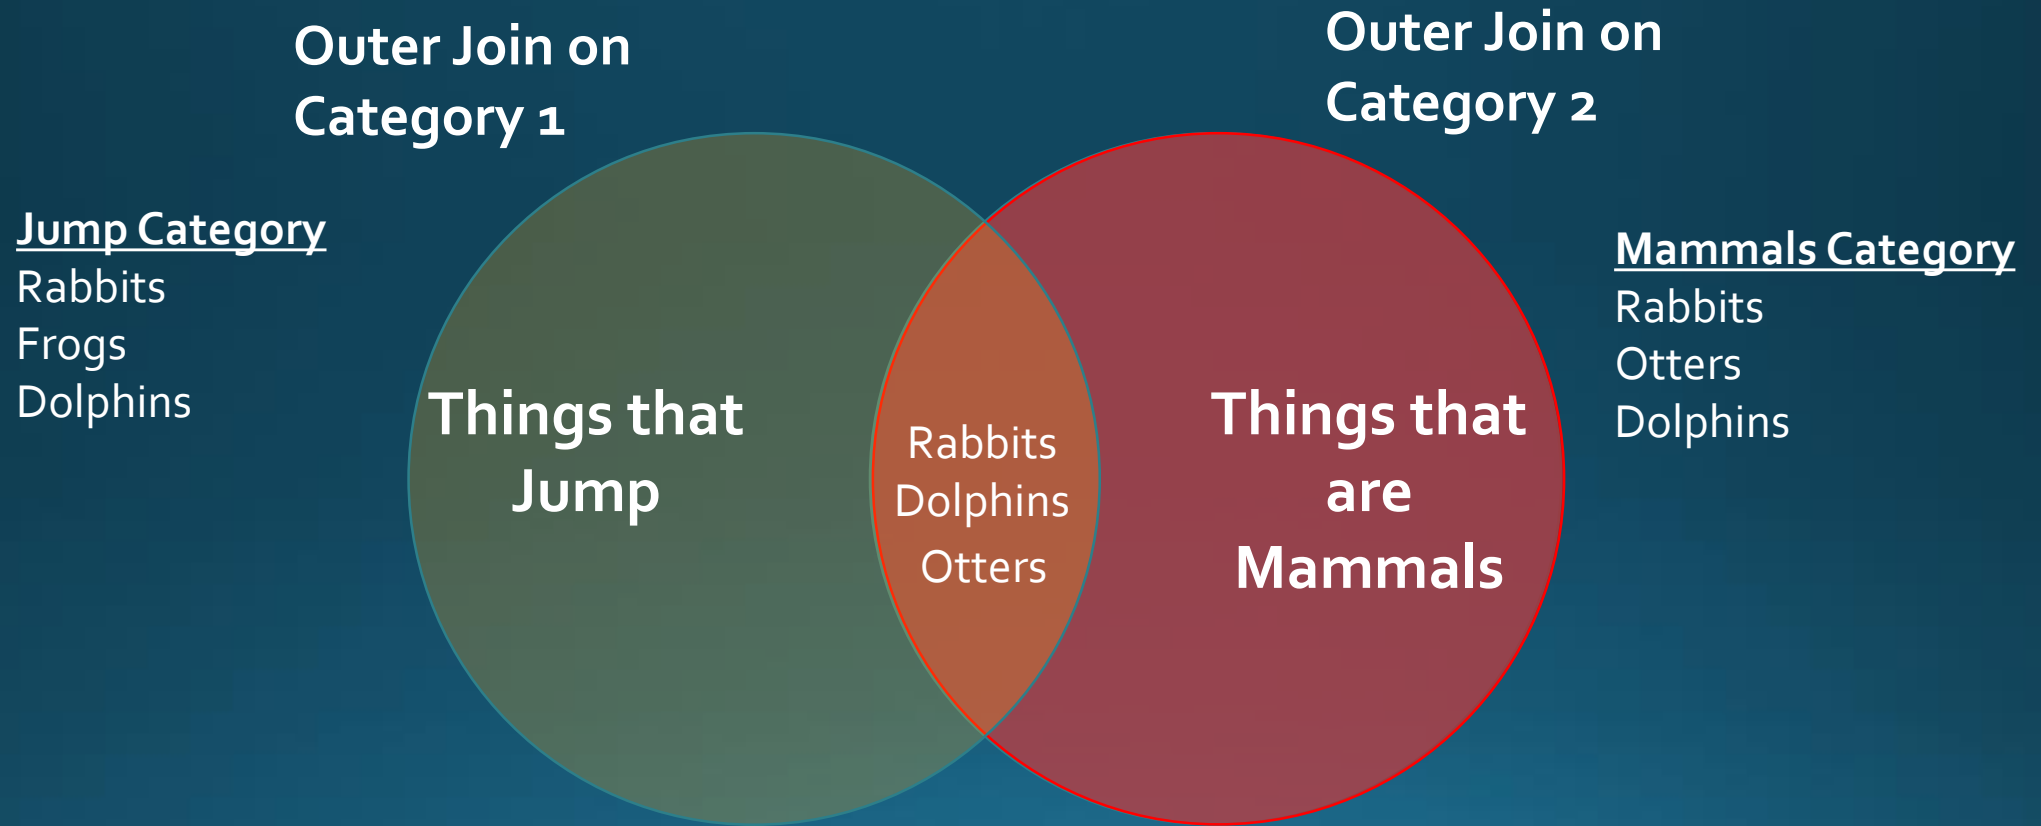 Outer Join on
Category 1
Outer Join on
Category 2
Jump Category
Rabbits
Frogs
Dolphins
Things that
Jump
Rabbits
Dolphins
Otters
Things that
are
Mammals
Mammals Category
Rabbits
Otters
Dolphins